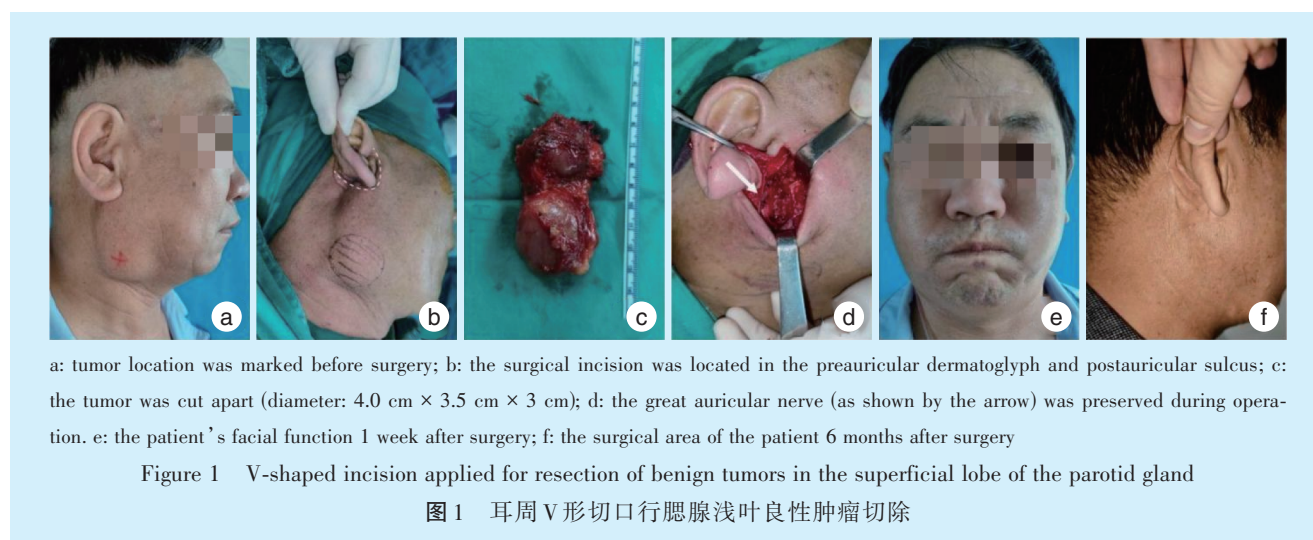 a b c d e f
a: tumor location was marked before surgery; b: the surgical incision was located in the preauricular dermatoglyph and postauricular sulcus; c:
the tumor was cut apart (diameter: 4.0 cm × 3.5 cm × 3 cm); d: the great auricular nerve (as shown by the arrow) was preserved during opera-
tion. e: the patient’s facial function 1 week after surgery; f: the surgical area of the patient 6 months after surgery
Figure 1 V-shaped incision applied for resection of benign tumors in the superficial lobe of the parotid gland
图1 耳周V形切口行腮腺浅叶良性肿瘤切除